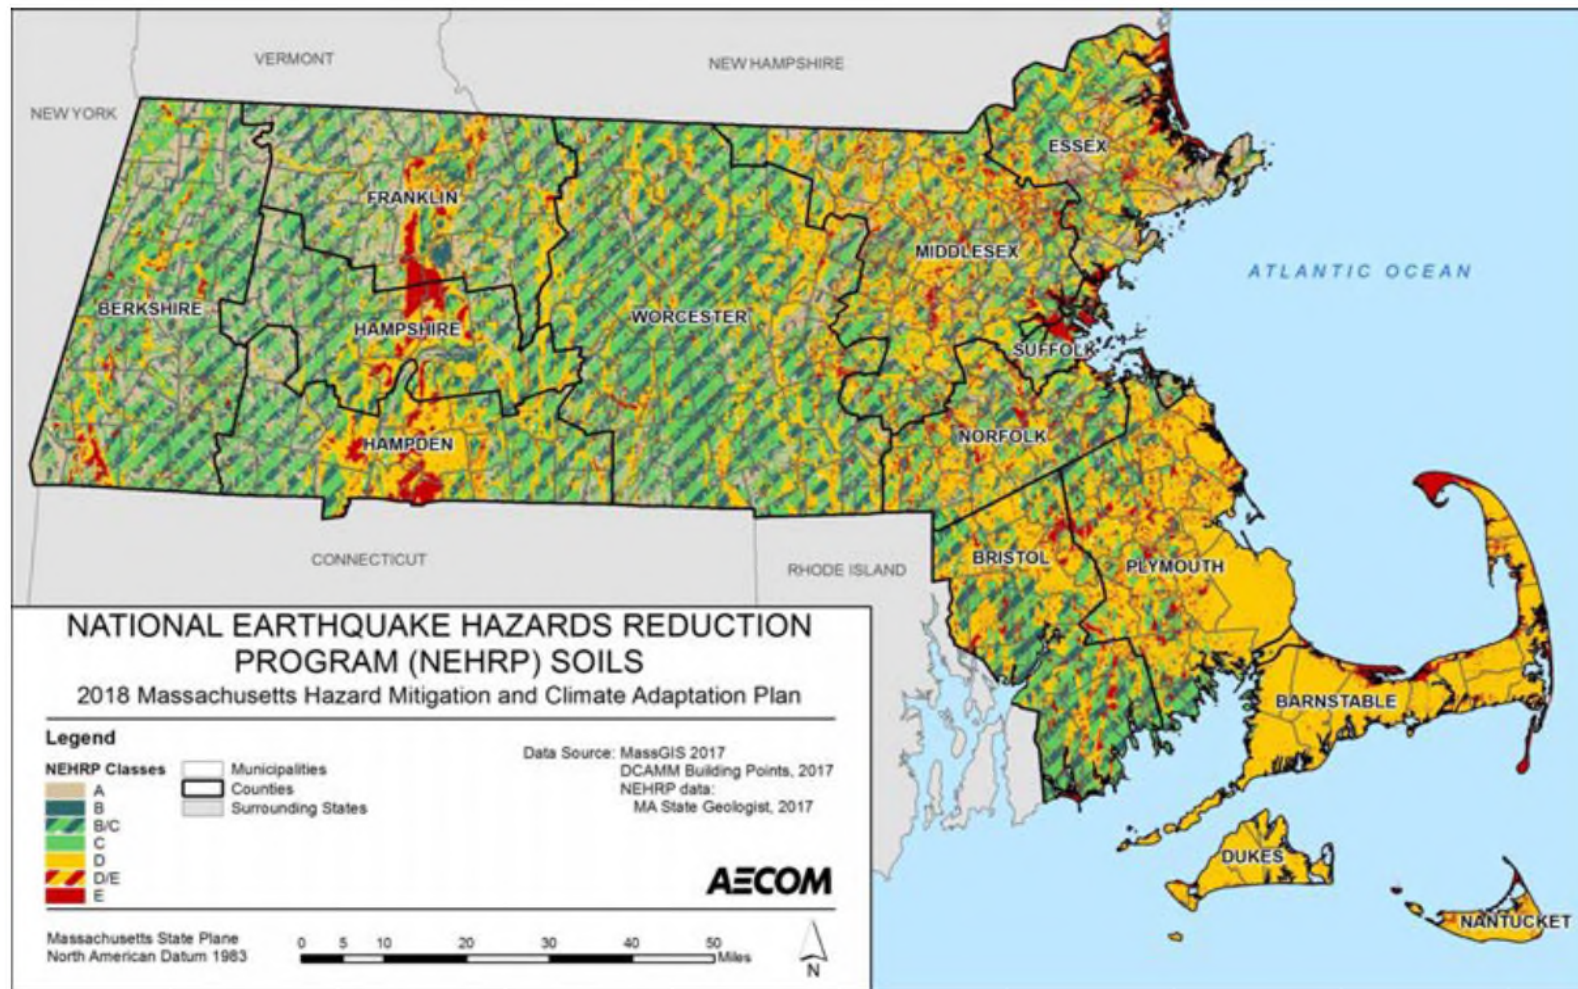 VERMONT
NEW HAMPSHIRE
NEW YORK
ESSEX
FRANKLIN
MIDDLESEX
ATLANTIC OCEAN
BERKSHIRE
HAMPSHIRE
WORCESTER
SUFFOLK
HAMPDEN
NORFOLK
CONNECTICUT
RHODE ISLAND
BRISTOL
PLYMOUTH
BARNSTABLE
DUKES
NANTUCKET
NATIONAL EARTHQUAKE HAZARDS REDUCTION
PROGRAM (NEHRP) SOILS
2018 Massachusetts Hazard Mitigation and Climate Adaptation Plan
Legend
NEHRP Classes
A
B
B/C
C
D
D/E
E
Municipalities
Counties
Surrounding States
Data Source: MassGIS 2017
DCAMM Building Points, 2017
NEHRP data:
MA State Geologist, 2017
AECOM
Massachusetts State Plane
North American Datum 1983
0 5 10 20 30 40 50
Miles
N